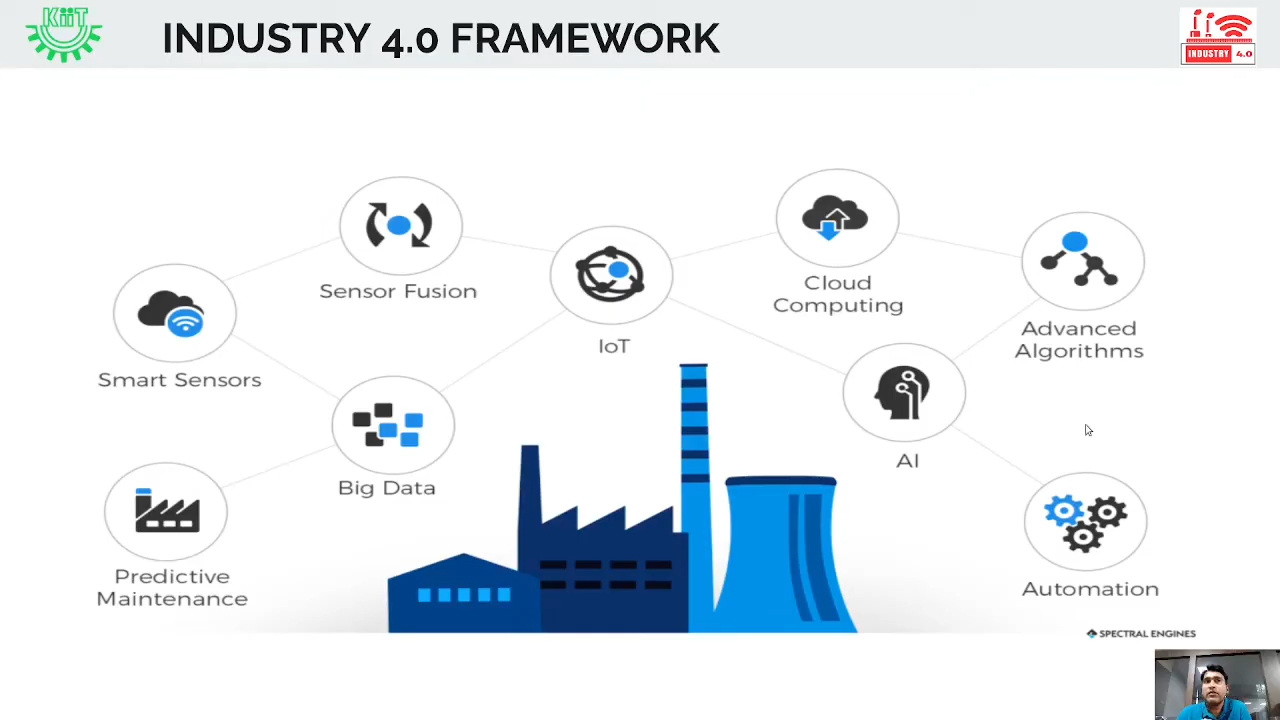 KiiT
INDUSTRY 4.0 FRAMEWORK
INDUSTRY 4.0
Sensor Fusion
Cloud
Computing
IoT
Advanced
Algorithms
Smart Sensors
AI
Big Data
Predictive
Maintenance
Automation
SPECTRAL ENGINES